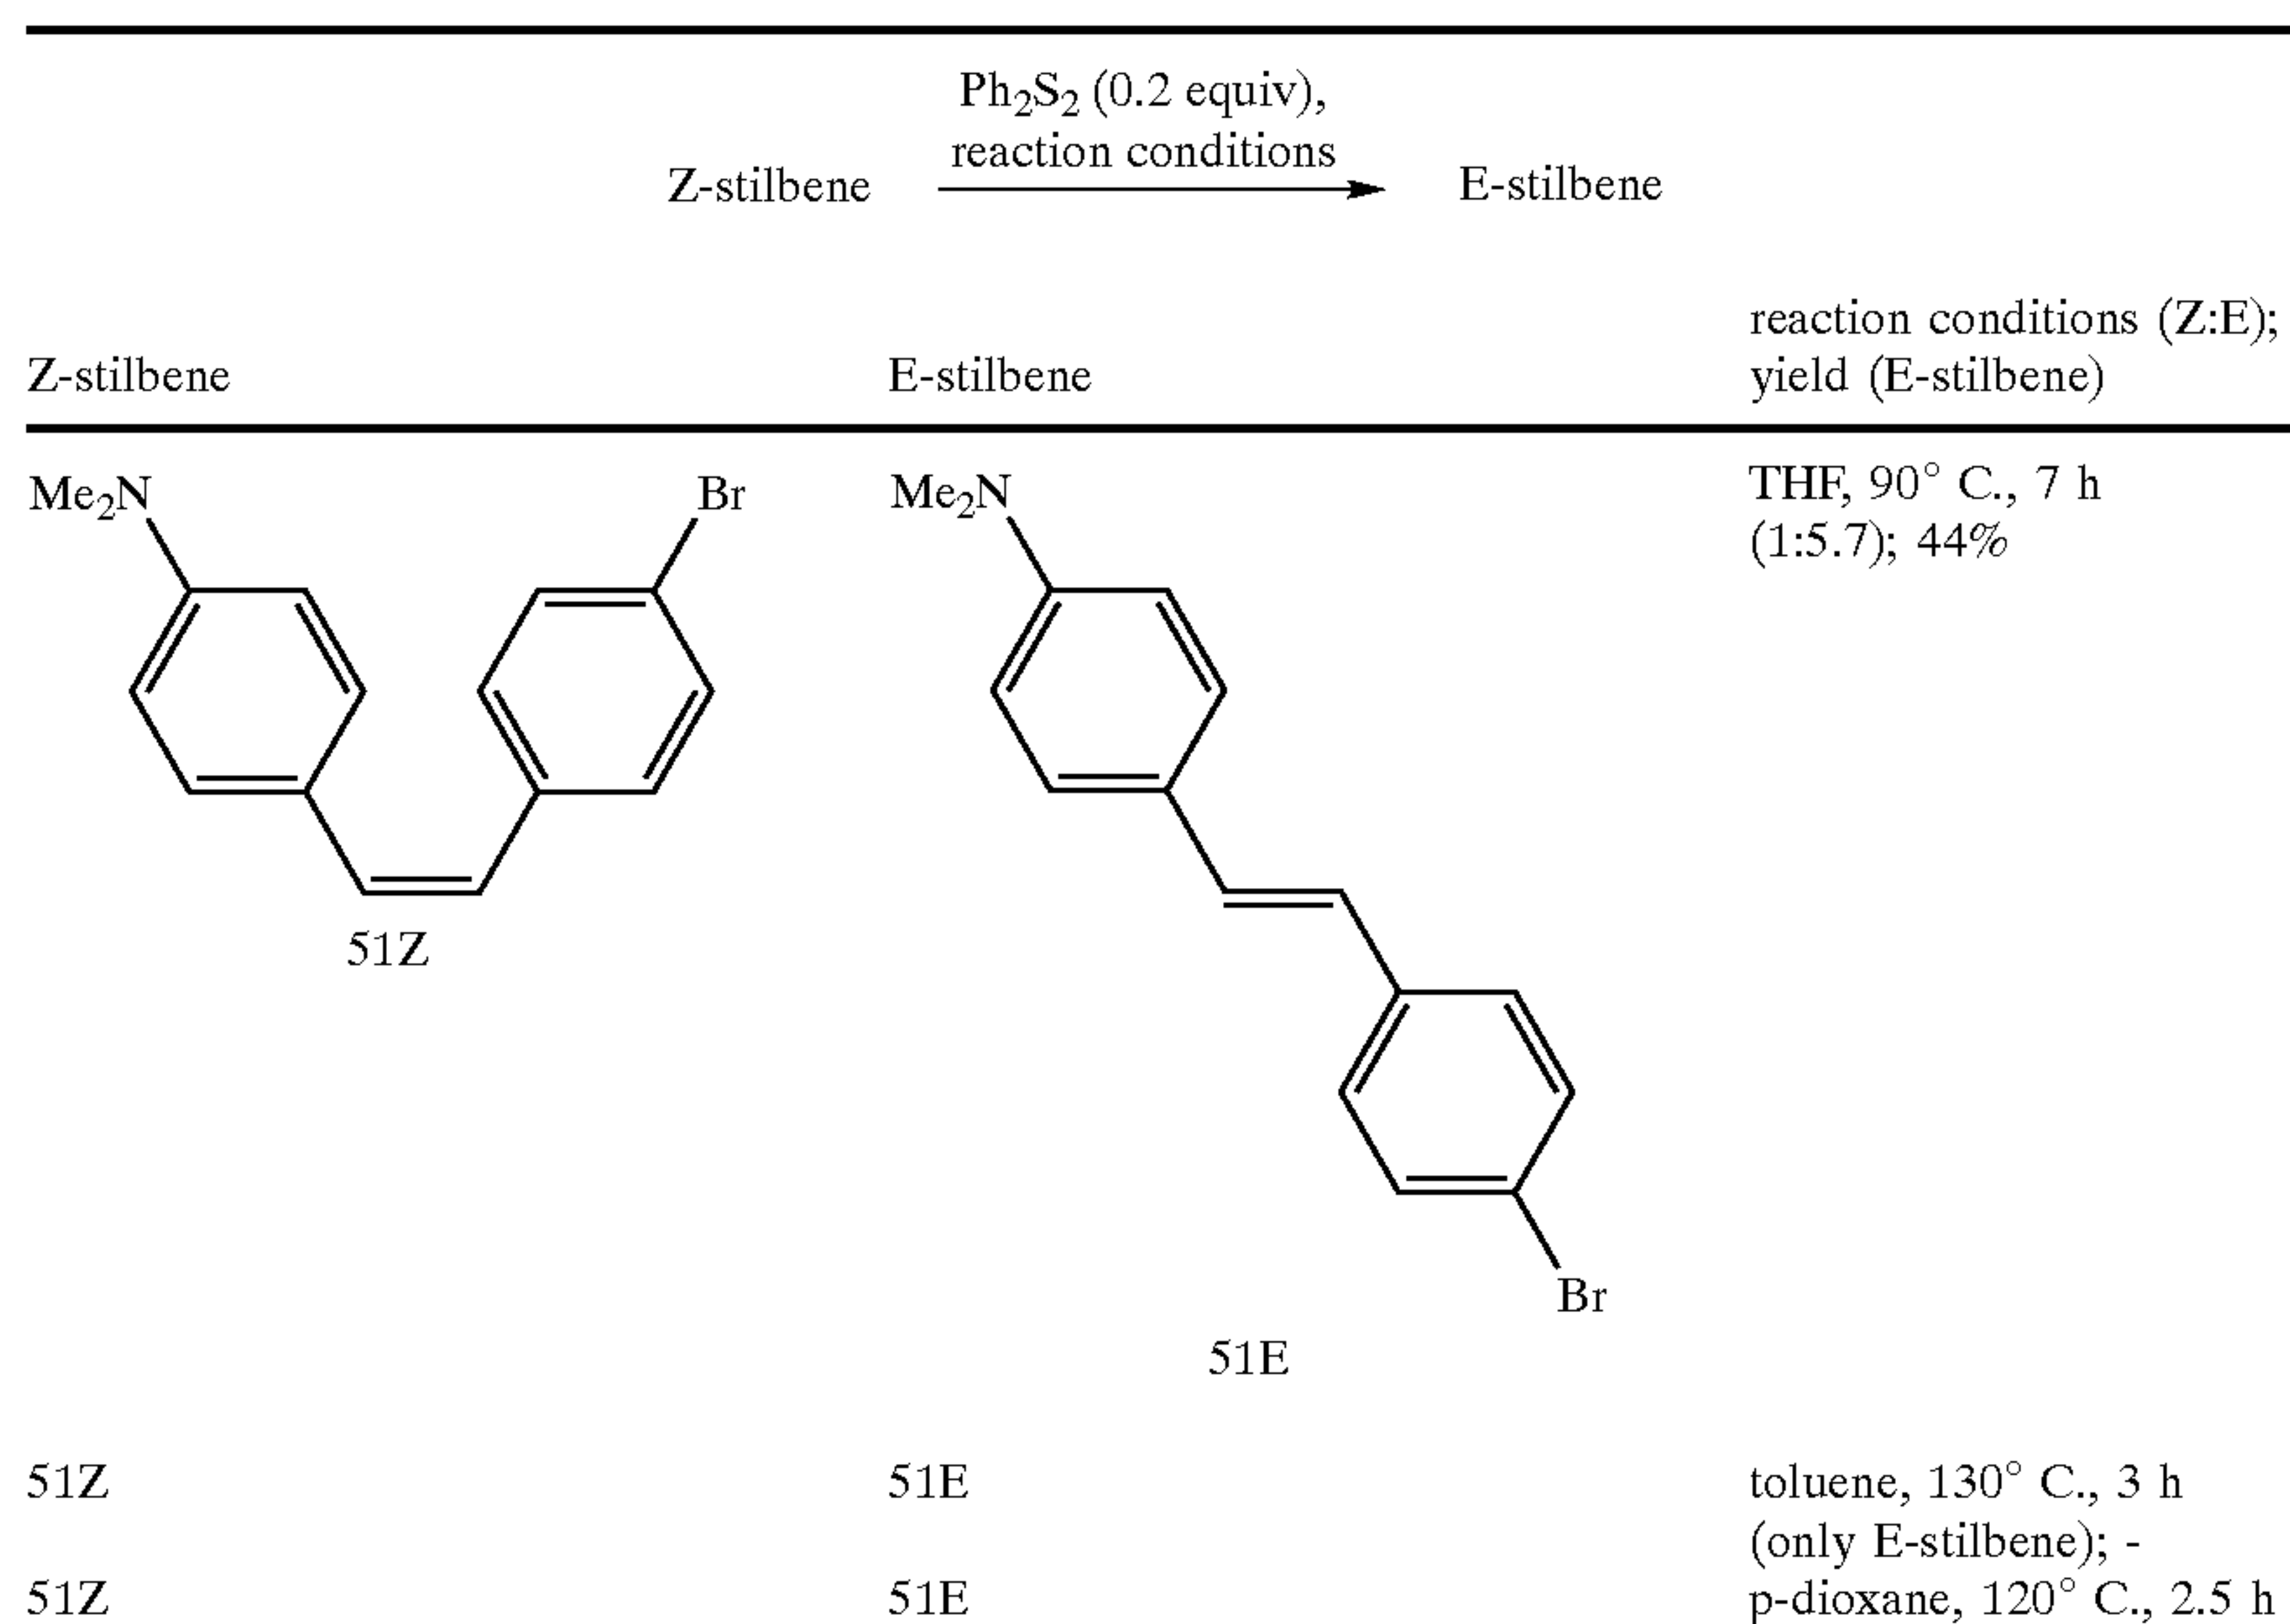 Ph2S2 (0.2 equiv),
reaction conditions
Z-stilbene
E-stilbene
reaction conditions (Z:E);
Z-stilbene
E-stilbene
yield (E-stilbene)
Me2N
Br
Me2N
THF, 90° C., 7 h
(1:5.7); 44%
51Z
Br
51E
51Z
51E
toluene, 130° C., 3 h
(only E-stilbene); -
51Z
51E
p-dioxane, 120° C., 2.5 h